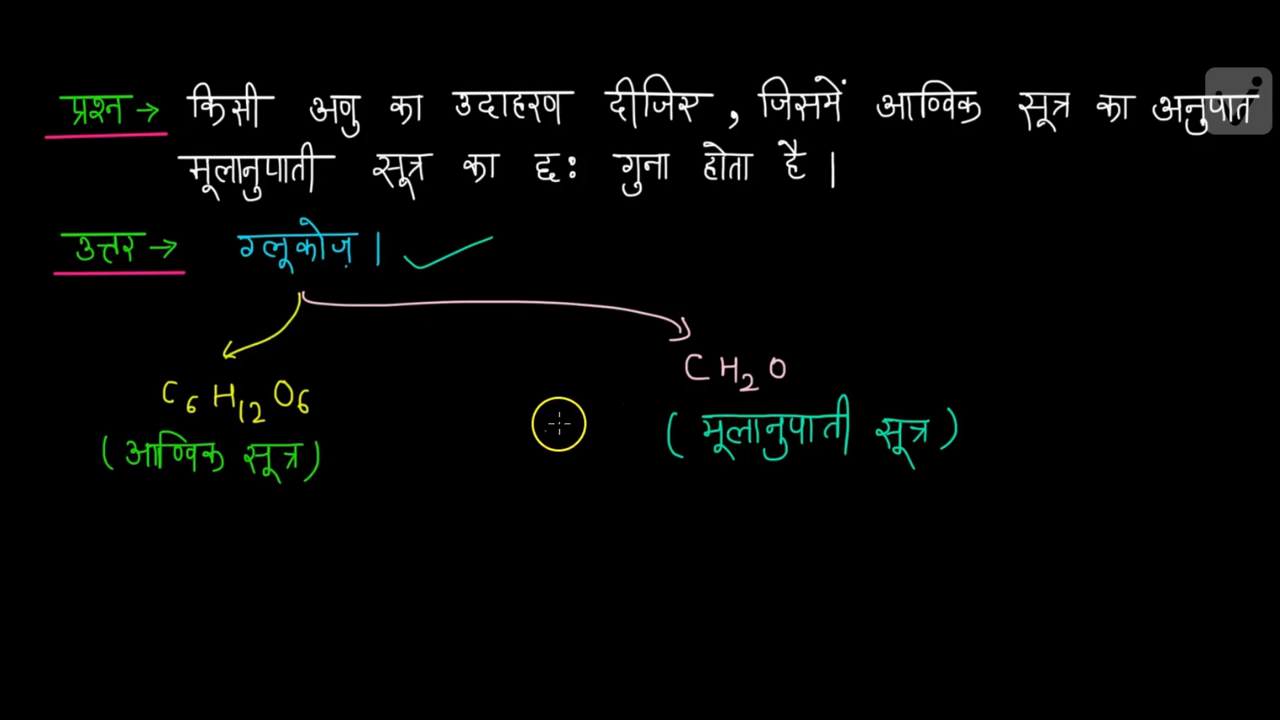 प्रश्न → किसी अणु का उदाहरण दीजिए, जिसमें आण्विक सूत्र का अनुपात
मूलानुपाती सूत्र का छः गुना होता है।
उत्तर → ग्लूकोज़।
C6H12O6
CH2O
(आण्विक सूत्र)
(मूलानुपाती सूत्र)